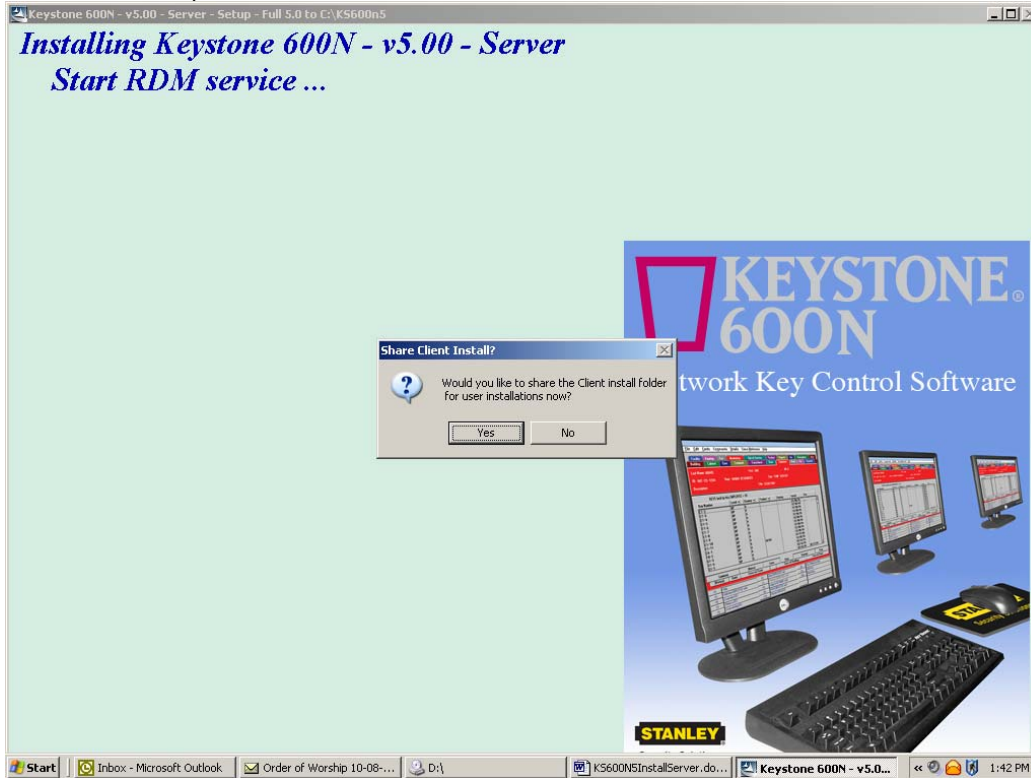 Keystone 600N - v5.00 - Server - Setup - Full 5.0 to C:\KS600n5
Installing Keystone 600N - v5.00 - Server
Start RDM service ...
KEYSTONE®
600N
twork Key Control Software
Share Client Install?
Would you like to share the Client install folder
for user installations now?
Yes No
STANLEY
Start Inbox - Microsoft Outlook Order of Worship 10-08-... D:\ KS600N5InstallServer.do... Keystone 600N - v5.0... « 1:42 PM